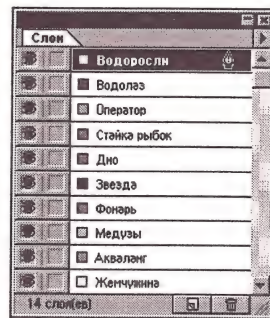 Слои
Водоросли
Водолаз
Оператор
Стайка рыбок
Дно
Звезда
Фонарь
Медузы
Акваланг
Жемчужина
14 слоя(ев)